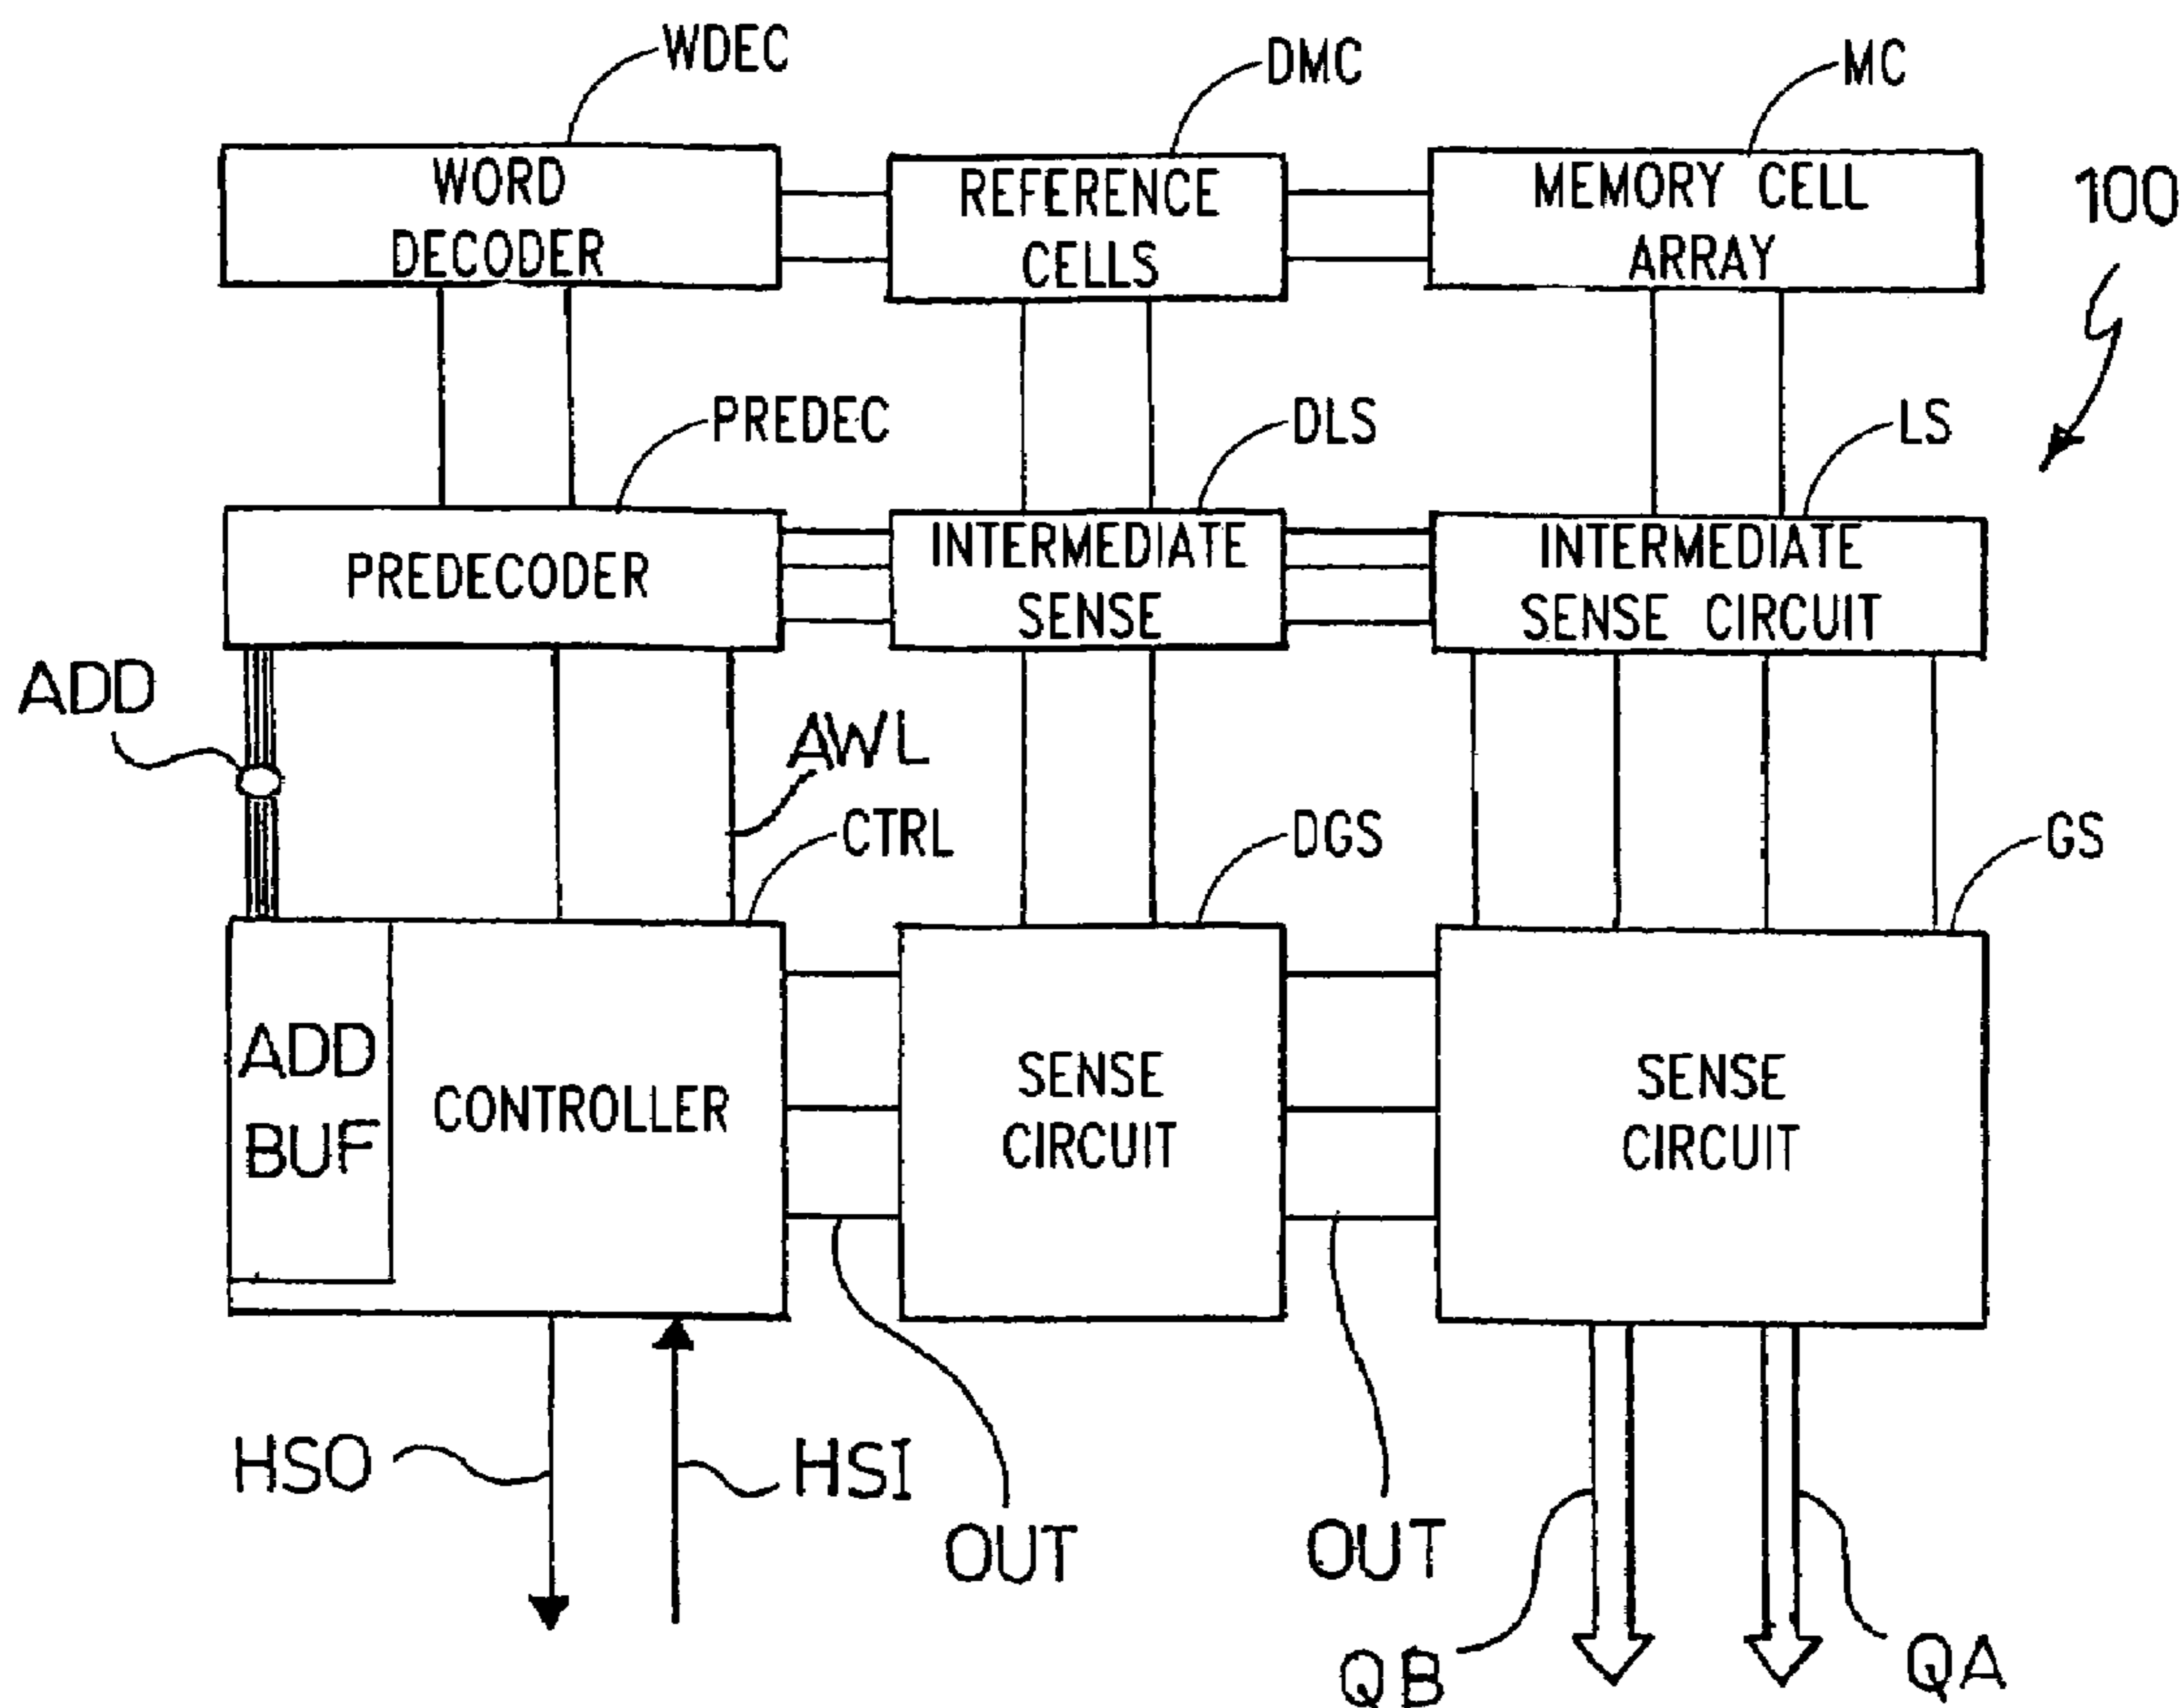 WDEC
DMC
MC
WORD
DECODER
REFERENCE
CELLS
MEMORY CELL
ARRAY
100
PREDEC
DLS
LS
PREDECODER
INTERMEDIATE
SENSE
INTERMEDIATE
SENSE CIRCUIT
ADD
AWL
CTRL
DGS
GS
ADD
BUF
CONTROLLER
SENSE
CIRCUIT
SENSE
CIRCUIT
HSO
HSI
OUT
OUT
QB
QA